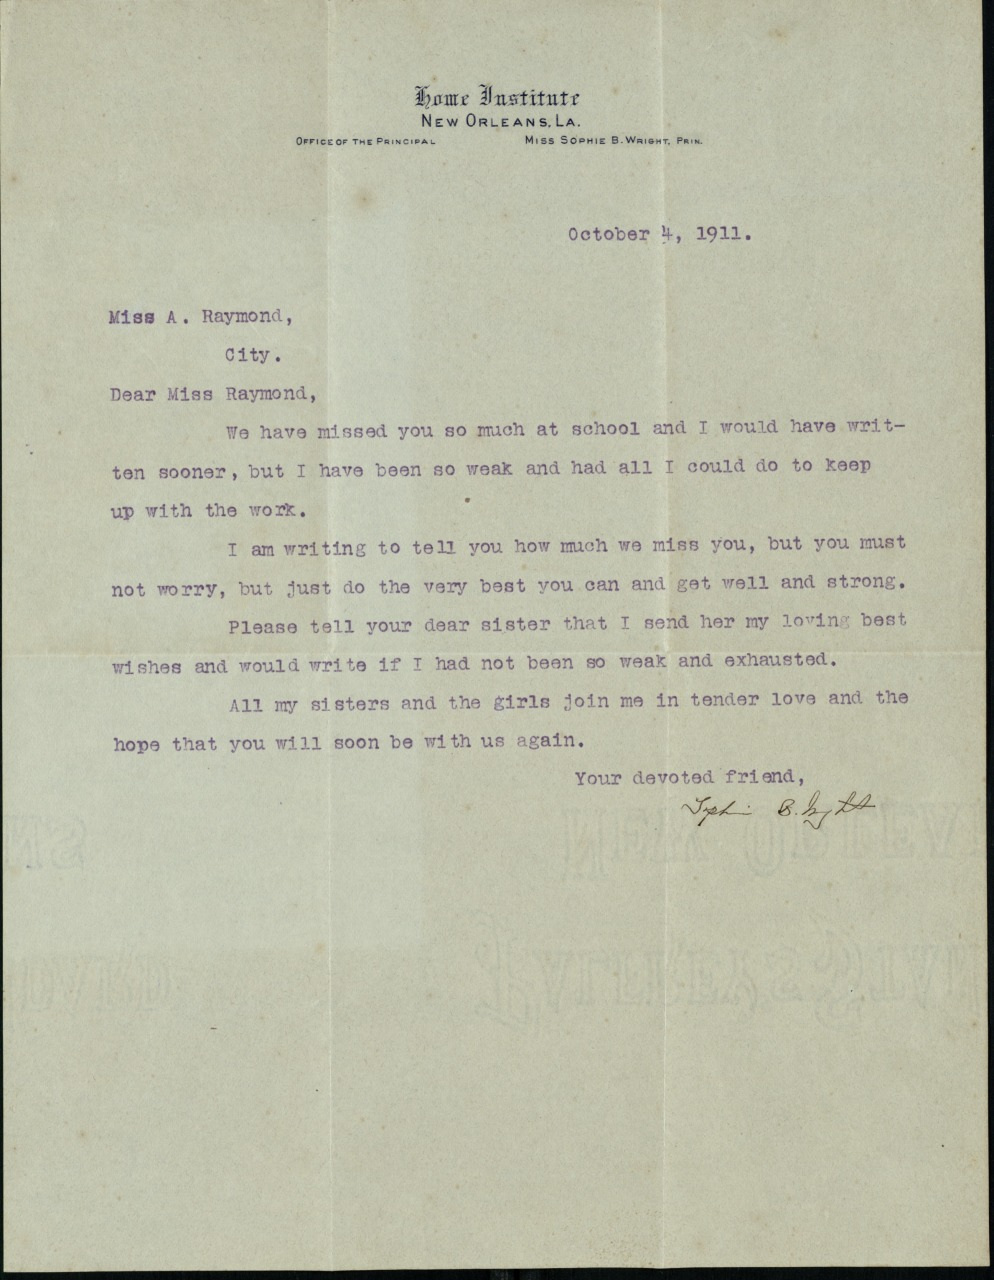 Home Institute
NEW ORLEANS, LA.
OFFICE OF THE PRINCIPAL MISS SOPHIE B. WRIGHT, PRIN.
October 4, 1911.
Miss A. Raymond,
City.
Dear Miss Raymond,
We have missed you so much at school and I would have writ-
ten sooner, but I have been so weak and had all I could do to keep
up with the work.
I am writing to tell you how much we miss you, but you must
not worry, but just do the very best you can and get well and strong.
Please tell your dear sister that I send her my loving best
wishes and would write if I had not been so weak and exhausted.
All my sisters and the girls join me in tender love and the
hope that you will soon be with us again.
Your devoted friend,
Sophie B. Wright